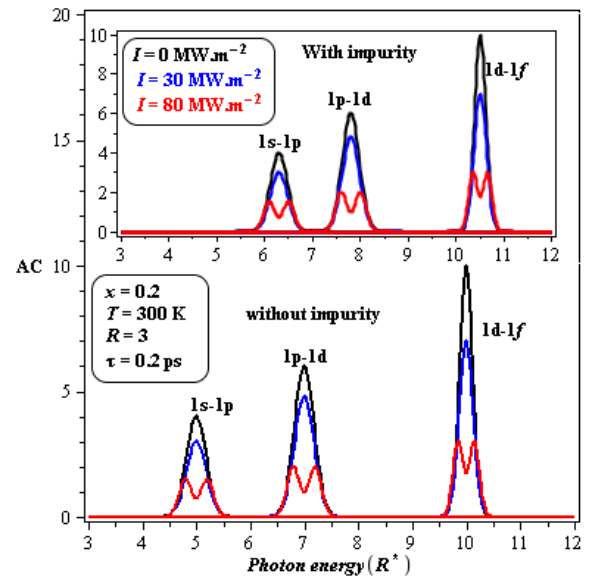 20
10
I = 0 MW.m⁻²
I = 30 MW.m⁻²
I = 80 MW.m⁻²
With impurity
1d-1f
8
1p-1d
6
15
1s-1p
4
2
0
3 4 5 6 7 8 9 10 11 12
AC
10
x = 0.2
T = 300 K
R = 3
τ = 0.2 ps
without impurity
1d-1f
1p-1d
5
1s-1p
0
3 4 5 6 7 8 9 10 11 12
Photon energy (R*)